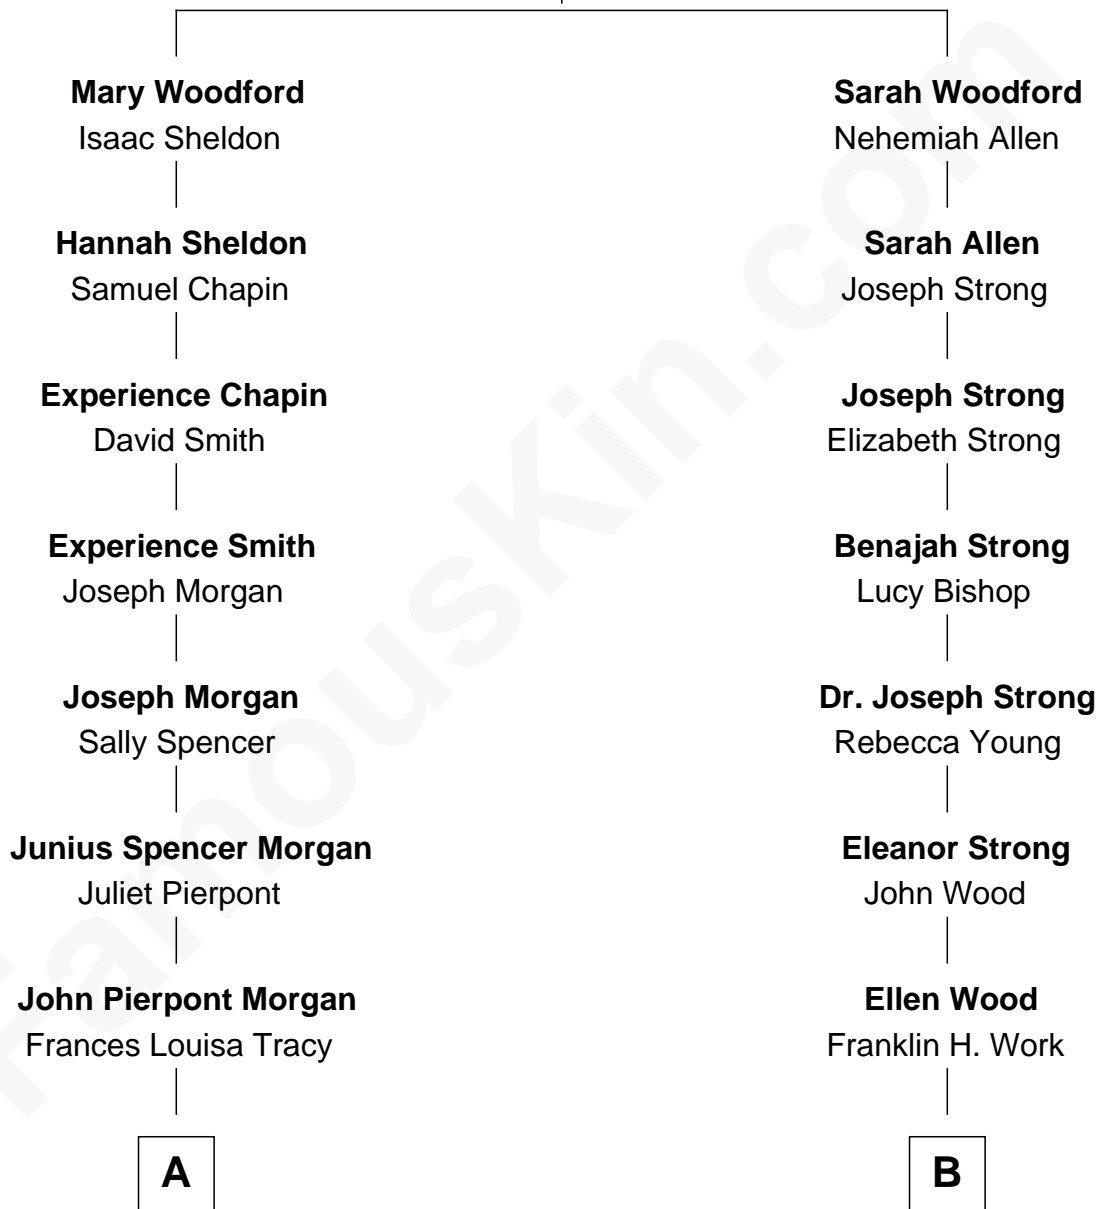 Mary Woodford
Isaac Sheldon
Hannah Sheldon
Samuel Chapin
Experience Chapin
David Smith
Experience Smith
Joseph Morgan
Joseph Morgan
Sally Spencer
Junius Spencer Morgan
Juliet Pierpont
John Pierpont Morgan
Frances Louisa Tracy
A
Sarah Woodford
Nehemiah Allen
Sarah Allen
Joseph Strong
Joseph Strong
Elizabeth Strong
Benajah Strong
Lucy Bishop
Dr. Joseph Strong
Rebecca Young
Eleanor Strong
John Wood
Ellen Wood
Franklin H. Work
B
FamousKin.com